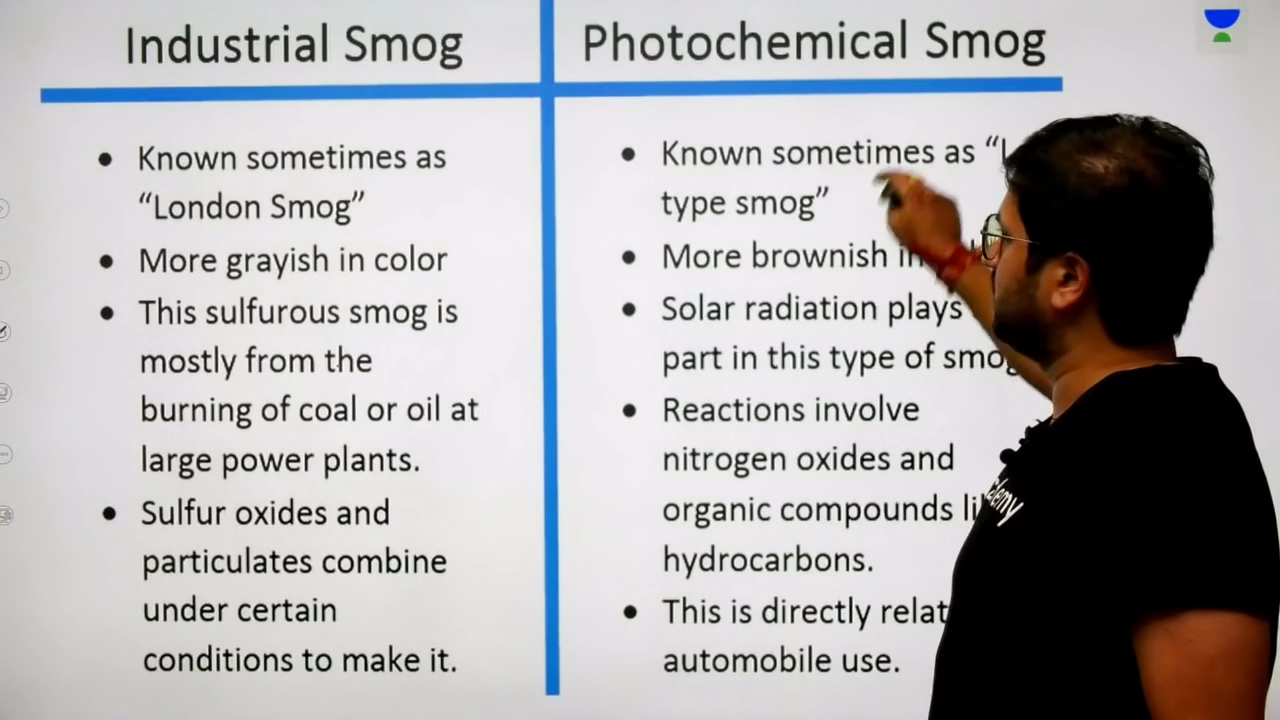 Industrial Smog
Photochemical Smog
• Known sometimes as
“London Smog”
• More grayish in color
• This sulfurous smog is
mostly from the
burning of coal or oil at
large power plants.
• Sulfur oxides and
particulates combine
under certain
conditions to make it.
• Known sometimes as
type smog”
• More brownish
• Solar radiation plays
part in this type of
• Reactions involve
nitrogen oxides and
organic compounds
hydrocarbons.
• This is directly
automobile use.